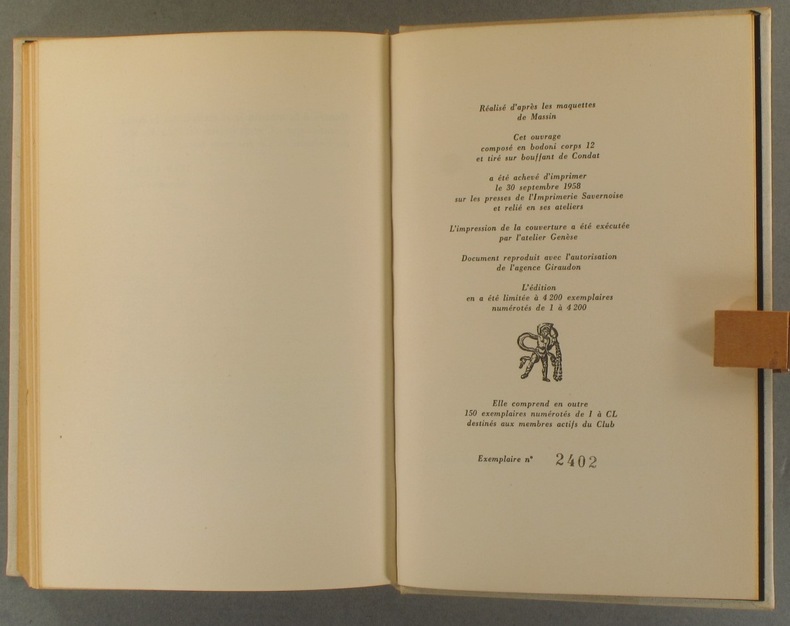 Réalisé d'après les maquettes
de Massin
Cet ouvrage
composé en bodoni corps 12
et tiré sur bouffant de Condat
a été achevé d'imprimer
le 30 septembre 1958
sur les presses de l'Imprimerie Savernoise
et relié en ses ateliers
L'impression de la couverture a été exécutée
par l'atelier Genèse
Document reproduit avec l'autorisation
de l'agence Giraudon
L'édition
en a été limitée à 4 200 exemplaires
numérotés de 1 à 4 200
Elle comprend en outre
150 exemplaires numérotés de I à CL
destinés aux membres actifs du Club
Exemplaire n° 2402